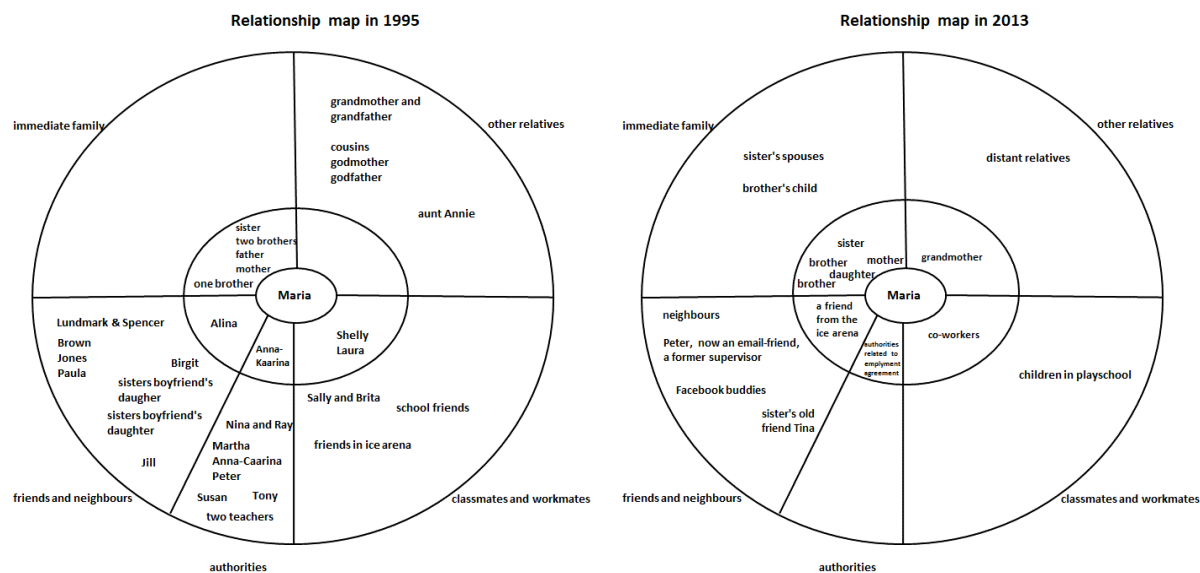 Relationship map in 1995
immediate family
other relatives
grandmother and
grandfather
cousins
godmother
godfather
aunt Annie
sister
two brothers
father
mother
one brother
Maria
Lundmark & Spencer
Brown
Jones
Paula
Birgit
sisters boyfriend's
daugher
sisters boyfriend's
daughter
Jill
Alina
Anna-
Kaarina
Shelly
Laura
Sally and Brita
school friends
friends in ice arena
Nina and Ray
Martha
Anna-Caarina
Peter
Susan
Tony
two teachers
friends and neighbours
classmates and workmates
authorities
Relationship map in 2013
immediate family
other relatives
sister's spouses
brother's child
distant relatives
sister
brother
mother
daughter
brother
grandmother
Maria
neighbours
Peter, now an email-friend,
a former supervisor
Facebook buddies
sister's old
friend Tina
a friend
from the
ice arena
authorities
related to
emplyment
agreement
co-workers
children in playschool
friends and neighbours
classmates and workmates
authorities